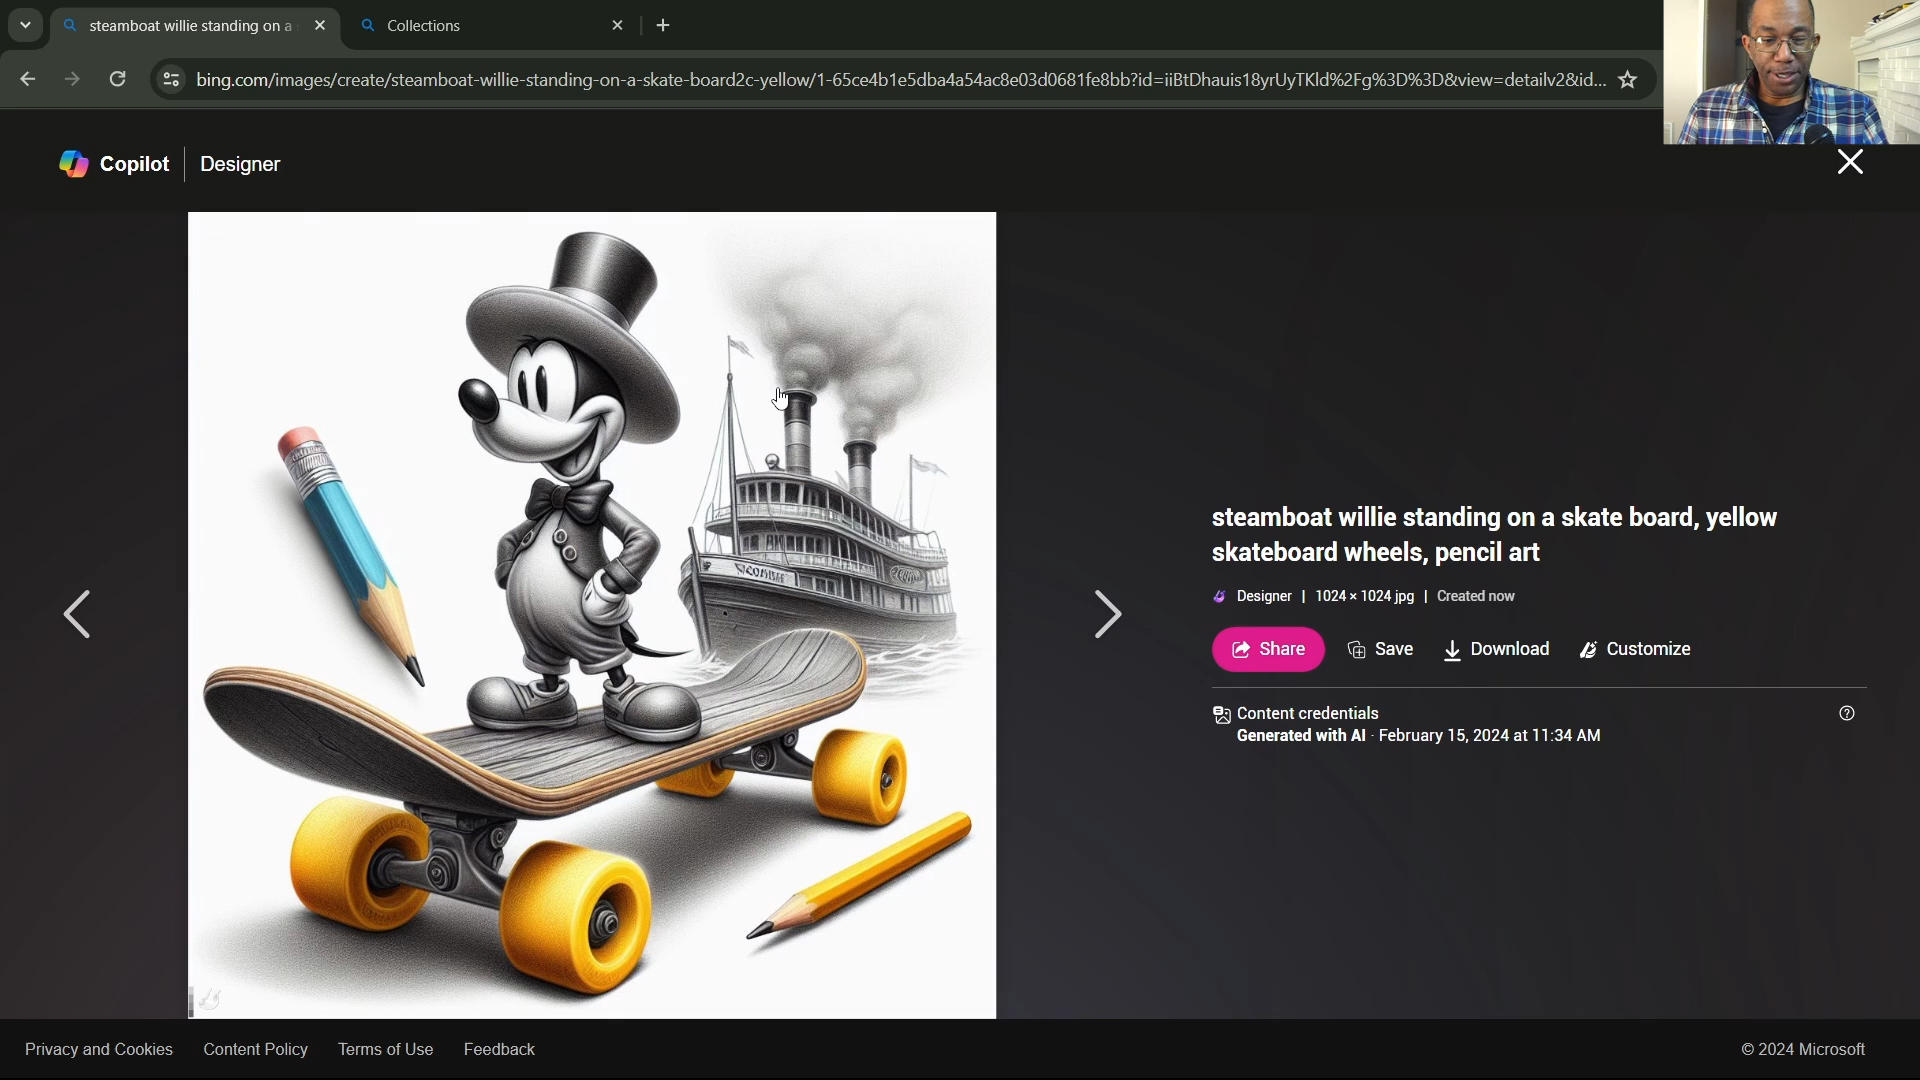 steamboat willie standing on a
Collections
bing.com/images/create/steamboat-willie-standing-on-a-skate-board2c-yellow/1-65ce4b1e5dba4a54ac8e03d0681fe8bb?id=iiBtDhauis18yrUyTKld%2Fg%3D%3D&view=detailv2&id...
Copilot
Designer
steamboat willie standing on a skate board, yellow
skateboard wheels, pencil art
Designer | 1024 × 1024 jpg | Created now
Share
Save
Download
Customize
Content credentials
Generated with AI · February 15, 2024 at 11:34 AM
Privacy and Cookies
Content Policy
Terms of Use
Feedback
© 2024 Microsoft